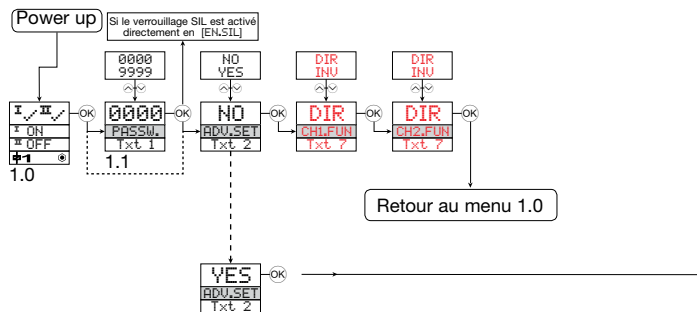 Power up
Si le verrouillage SIL est activé
directement en [EN.SIL]
0000
9999
NO
YES
DIR
INV
DIR
INV
I✓II✓
I ON
II OFF
1
1.0
OK
0000
PASSW.
Txt 1
1.1
OK
NO
ADV.SET
Txt 2
OK
DIR
CH1.FUN
Txt 7
OK
DIR
CH2.FUN
Txt 7
OK
Retour au menu 1.0
YES
ADV.SET
Txt 2
OK